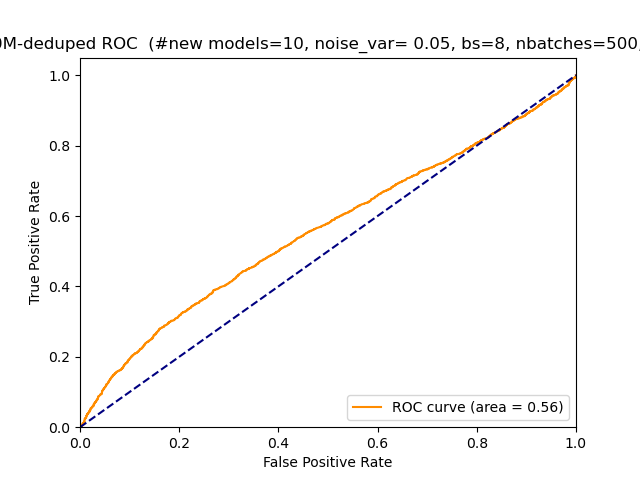 M-deduped ROC (#new models=10, noise_var= 0.05, bs=8, nbatches=500,
1.0
0.8
0.6
0.4
0.2
0.0
True Positive Rate
ROC curve (area = 0.56)
0.0 0.2 0.4 0.6 0.8 1.0
False Positive Rate